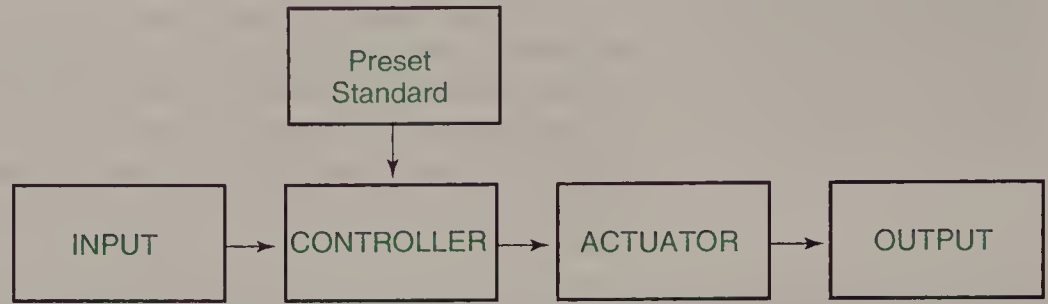 Preset
Standard
INPUT
CONTROLLER
ACTUATOR
OUTPUT